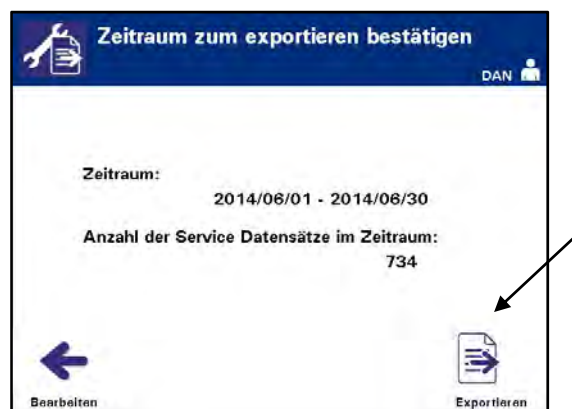 Zeitraum zum exportieren bestätigen
DAN
Zeitraum:
2014/06/01 - 2014/06/30
Anzahl der Service Datensätze im Zeitraum:
734
Bearbeiten
Exportieren